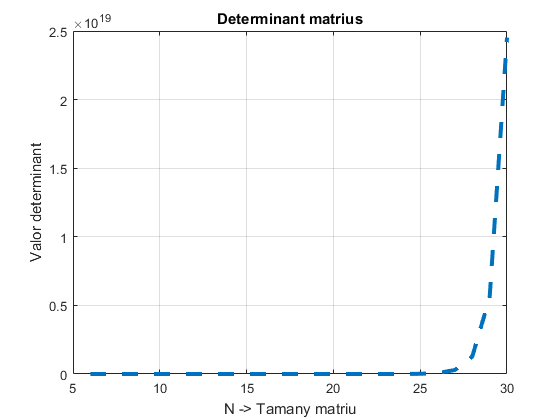 Determinant matrius
×10^19
2.5
2
1.5
1
0.5
0
5 10 15 20 25 30
Valor determinant
N -> Tamany matriu